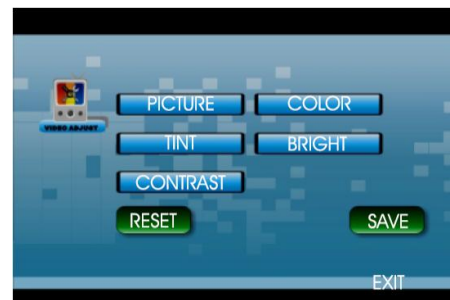 PICTURE COLOR
VIDEO ADJUST
TINT BRIGHT
CONTRAST
RESET SAVE
EXIT